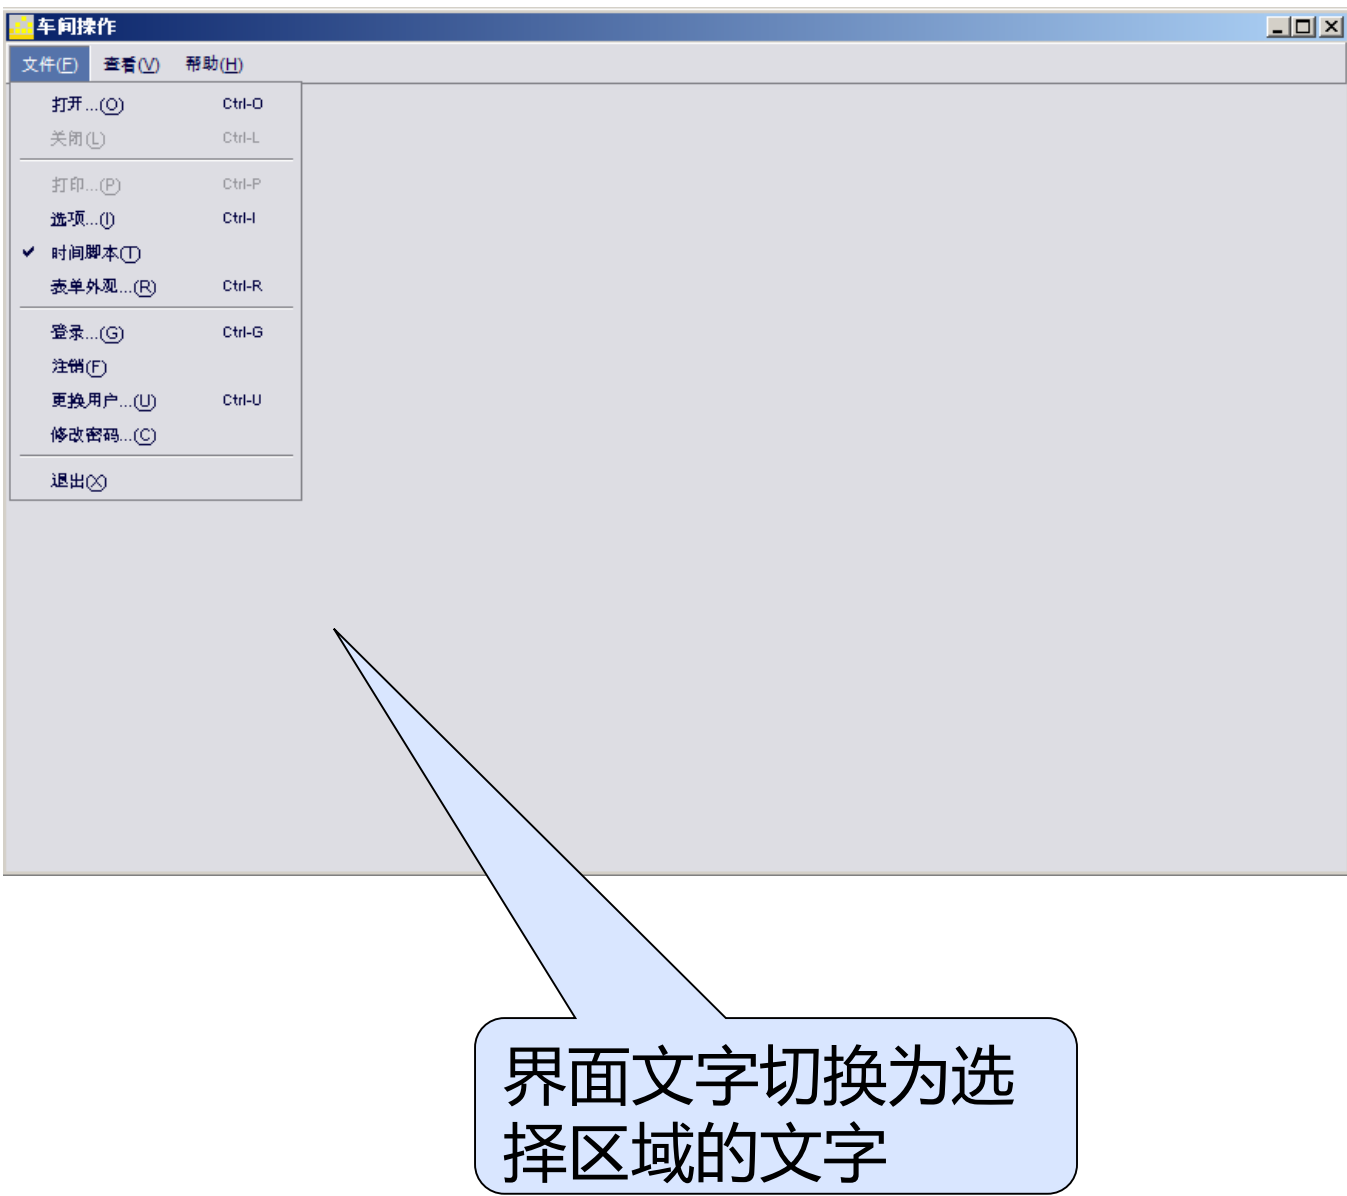 车间操作
文件(F) 查看(V) 帮助(H)
打开...(O) Ctrl-O
关闭(L) Ctrl-L
打印...(P) Ctrl-P
选项...(I) Ctrl-I
时间脚本(T)
表单外观...(R) Ctrl-R
登录...(G) Ctrl-G
注销(F)
更换用户...(U) Ctrl-U
修改密码...(C)
退出(X)
界面文字切换为选
择区域的文字